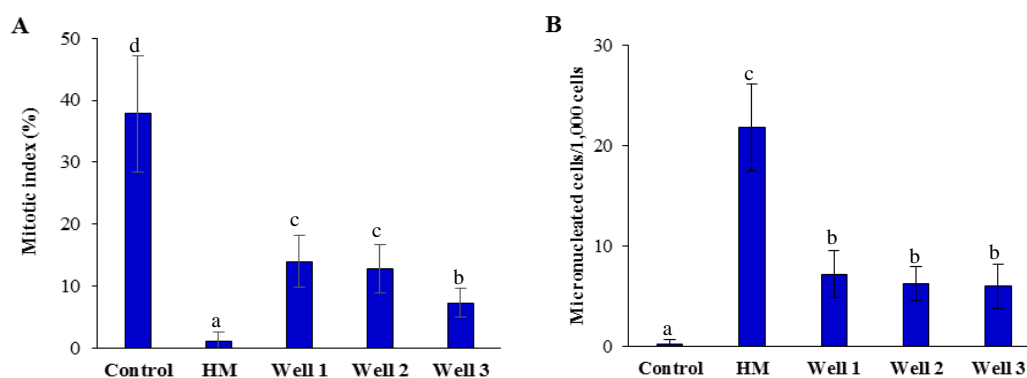 A
Mitotic index (%)
50
40
30
20
10
0
d
a
c
c
b
Control HM Well 1 Well 2 Well 3
B
Micronucleated cells/1,000 cells
30
20
10
0
a
c
b
b
b
Control HM Well 1 Well 2 Well 3